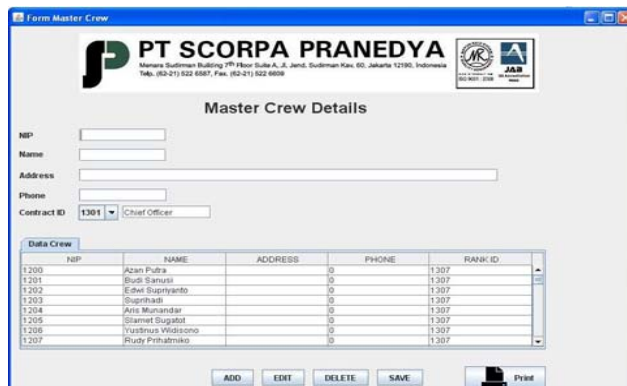 Form Master Crew
PT SCORPA PRANEDYA
Menara Sudirman Building 7th Floor Suite A, Jl. Jend. Sudirman Kav. 60, Jakarta 12190, Indonesia
Telp. (62-21) 522 6587, Fax. (62-21) 522 6609
JAB
Master Crew Details
NIP
Name
Address
Phone
Contract ID 1301 Chief Officer
Data Crew
NIP NAME ADDRESS PHONE RANK ID
1200 Azan Putra 0 1307
1201 Budi Sanusi 0 1307
1202 Edwi Supriyanto 0 1307
1203 Suprihadi 0 1307
1204 Aris Munandar 0 1307
1205 Slamet Sugatot 0 1307
1206 Yustinus Widisono 0 1307
1207 Rudy Prihatmiko 0 1307
ADD EDIT DELETE SAVE Print